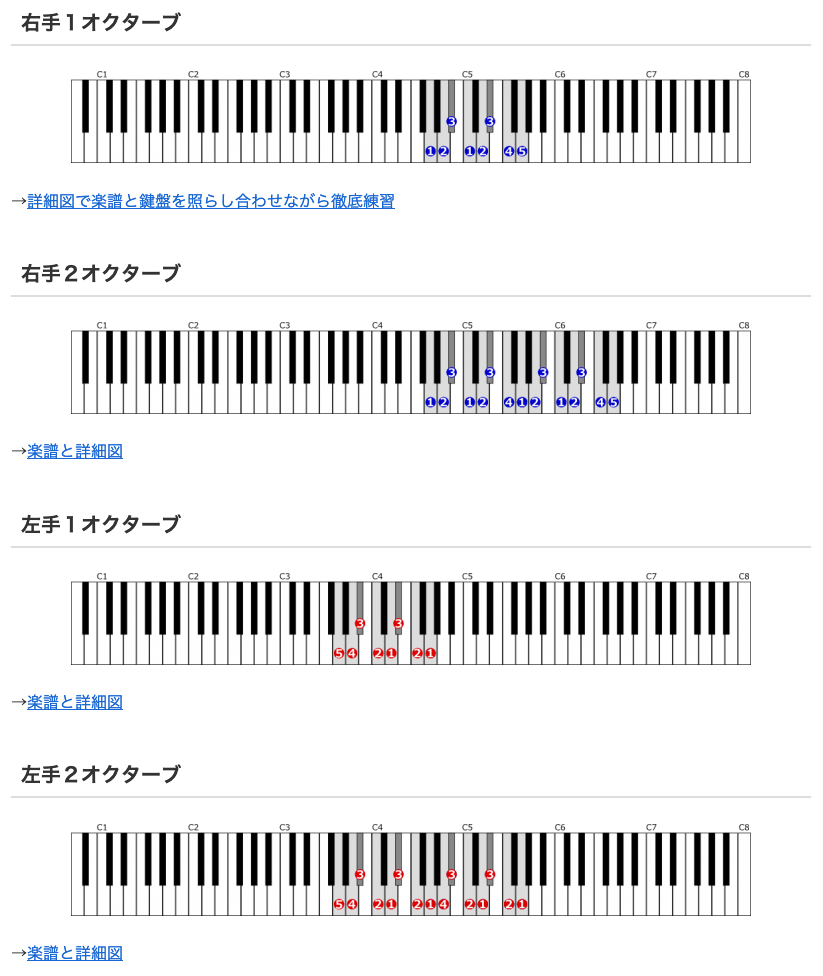 右手１オクターブ
C1 C2 C3 C4 C5 C6 C7 C8
3 3
1 2 1 2 4 5
→詳細図で楽譜と鍵盤を照らし合わせながら徹底練習
右手２オクターブ
C1 C2 C3 C4 C5 C6 C7 C8
3 3 3 3
1 2 1 2 4 1 2 1 2 4 5
→楽譜と詳細図
左手１オクターブ
C1 C2 C3 C4 C5 C6 C7 C8
3 3
5 4 2 1 2 1
→楽譜と詳細図
左手２オクターブ
C1 C2 C3 C4 C5 C6 C7 C8
3 3 3 3
5 4 2 1 2 1 4 2 1 2 1
→楽譜と詳細図